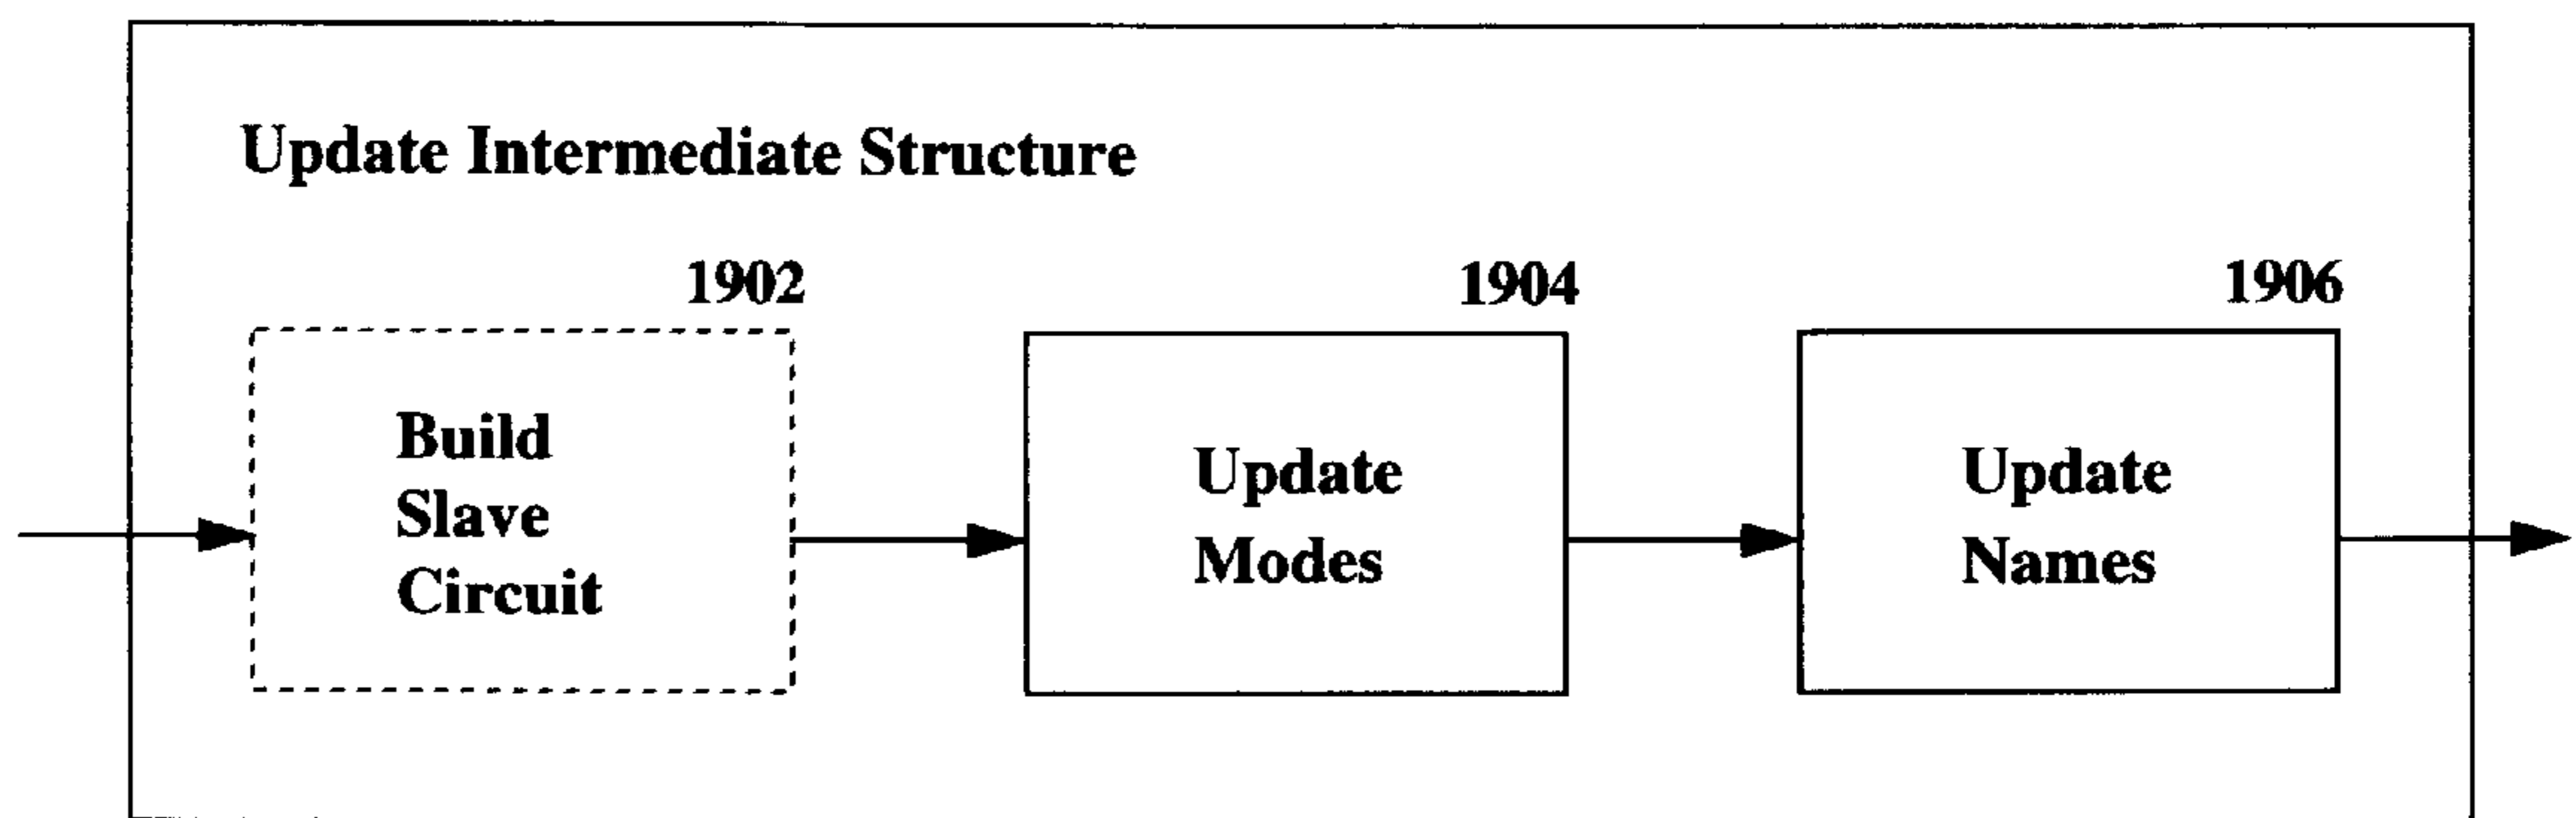 Update Intermediate Structure
1902
1904
1906
Build
Slave
Circuit
Update
Modes
Update
Names